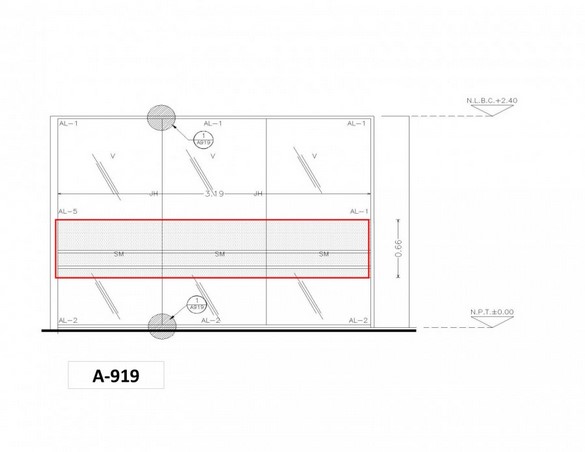 N.L.B.C.+2.40
AL-1 AL-1 AL-1
1
A919
V V V
JH 3.19 JH
AL-5 AL-1
0.66
SM SM SM
1
A919
N.P.T.±0.00
AL-2 AL-2 AL-2
A-919